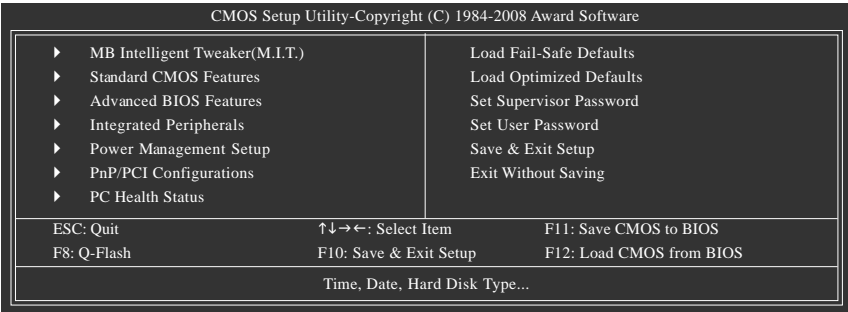 CMOS Setup Utility-Copyright (C) 1984-2008 Award Software
MB Intelligent Tweaker(M.I.T.)
Standard CMOS Features
Advanced BIOS Features
Integrated Peripherals
Power Management Setup
PnP/PCI Configurations
PC Health Status
Load Fail-Safe Defaults
Load Optimized Defaults
Set Supervisor Password
Set User Password
Save & Exit Setup
Exit Without Saving
ESC: Quit ↑↓→←: Select Item F11: Save CMOS to BIOS
F8: Q-Flash F10: Save & Exit Setup F12: Load CMOS from BIOS
Time, Date, Hard Disk Type...